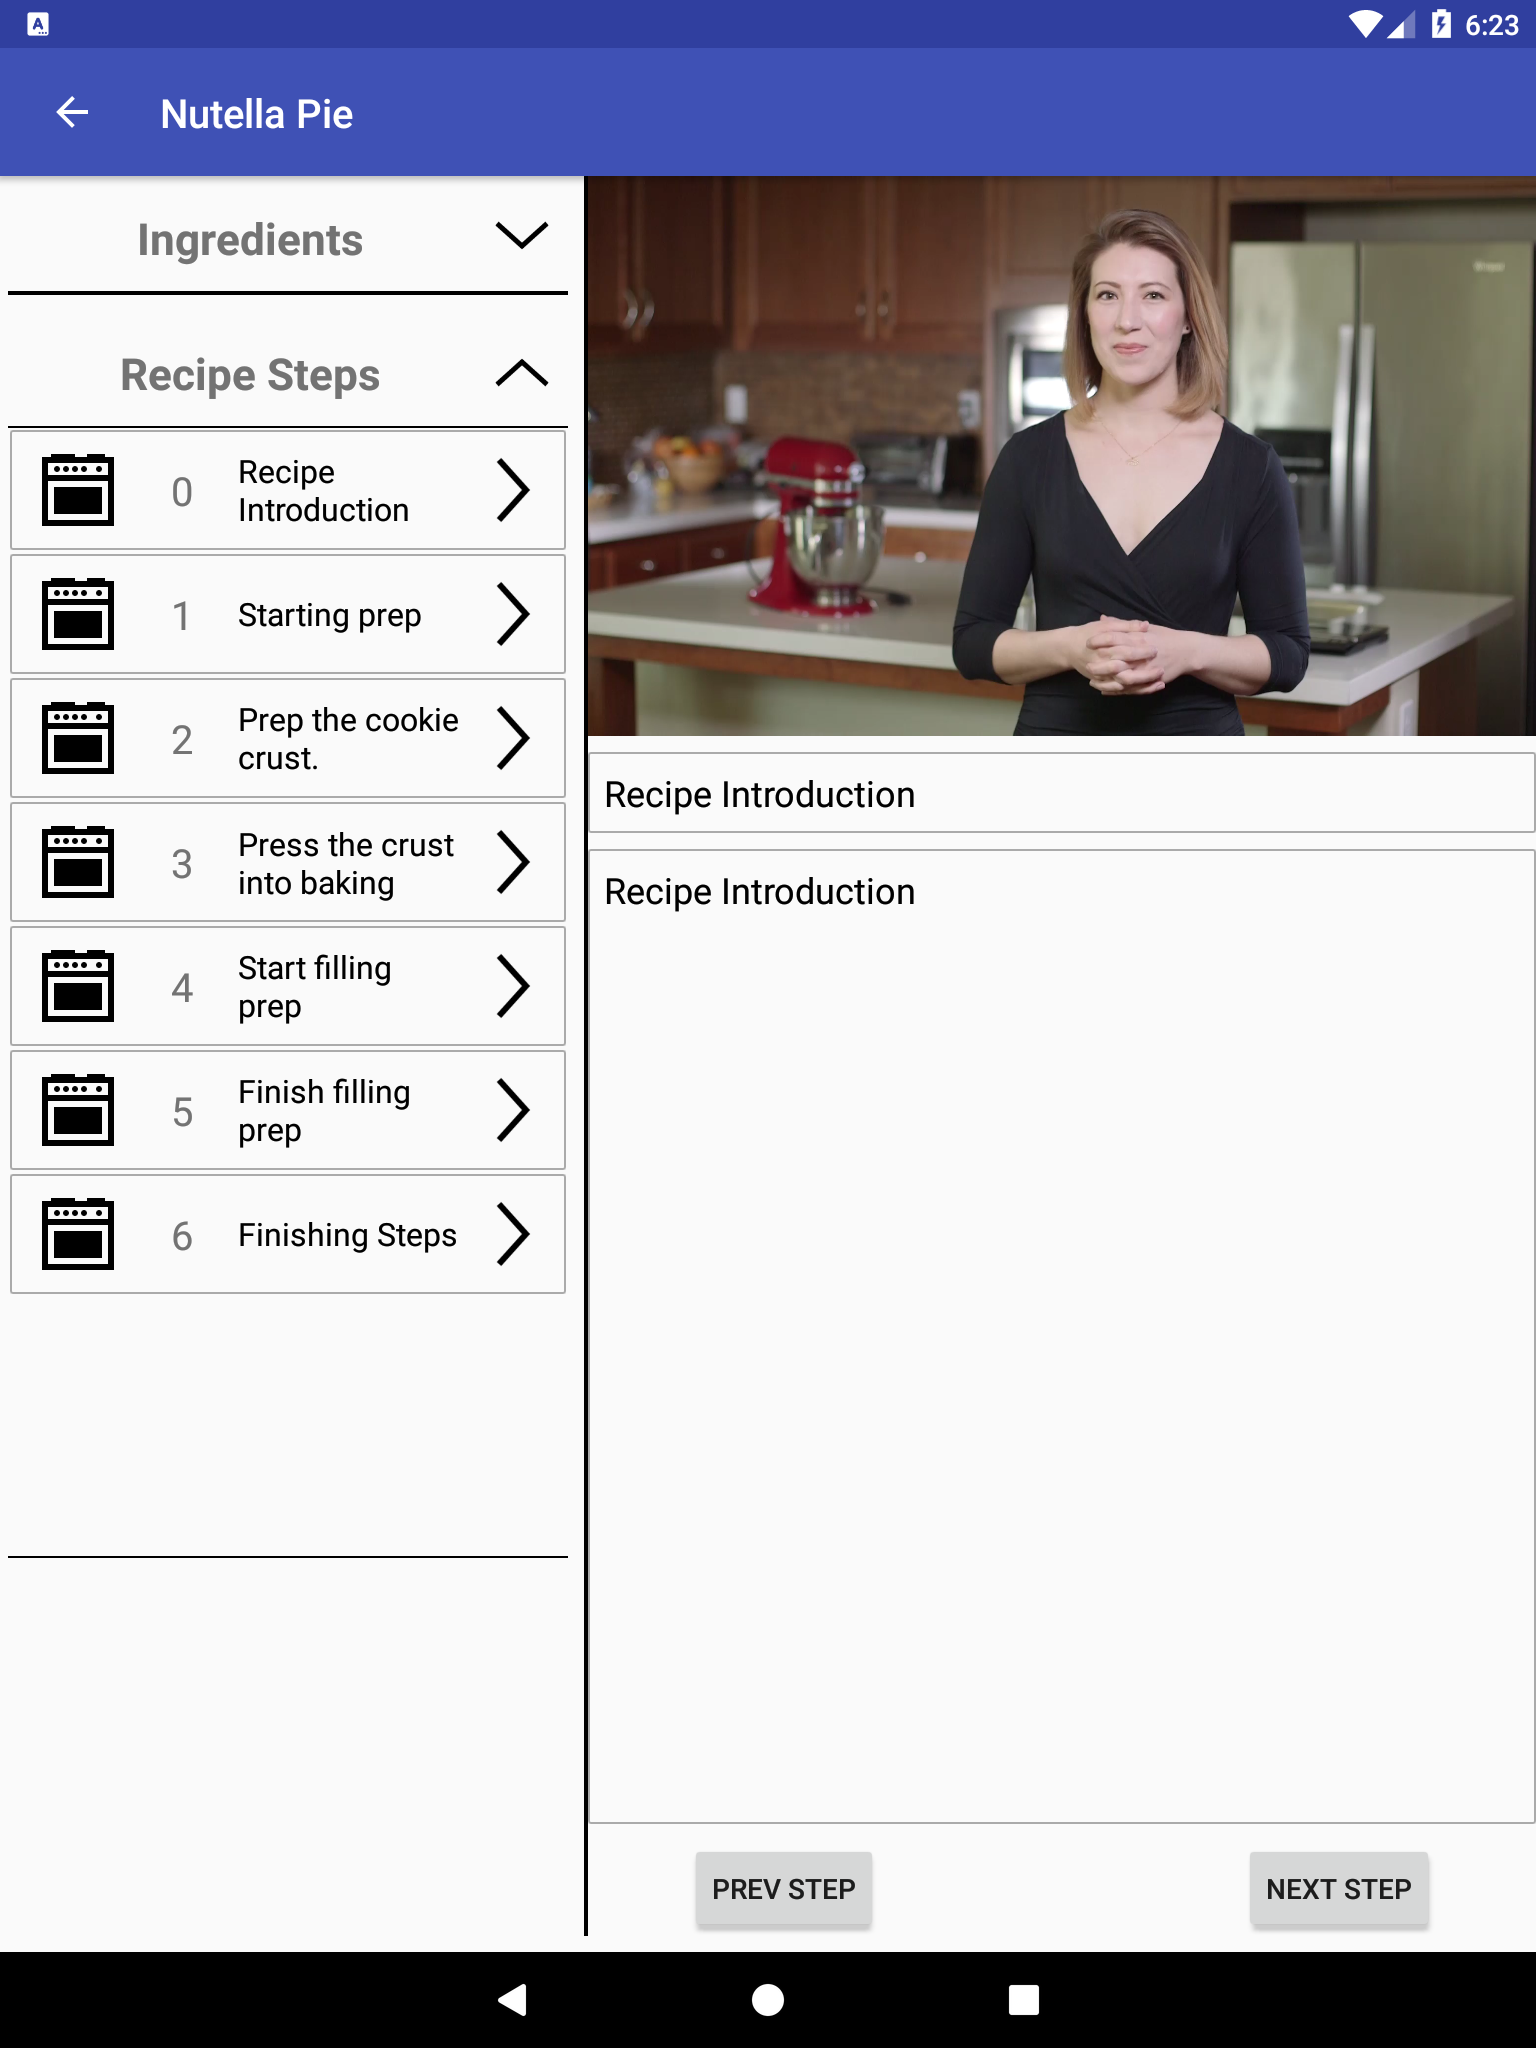 A
6:23
Nutella Pie
Ingredients
Recipe Steps
0
Recipe
Introduction
1
Starting prep
2
Prep the cookie
crust.
3
Press the crust
into baking
4
Start filling
prep
5
Finish filling
prep
6
Finishing Steps
Recipe Introduction
Recipe Introduction
PREV STEP
NEXT STEP